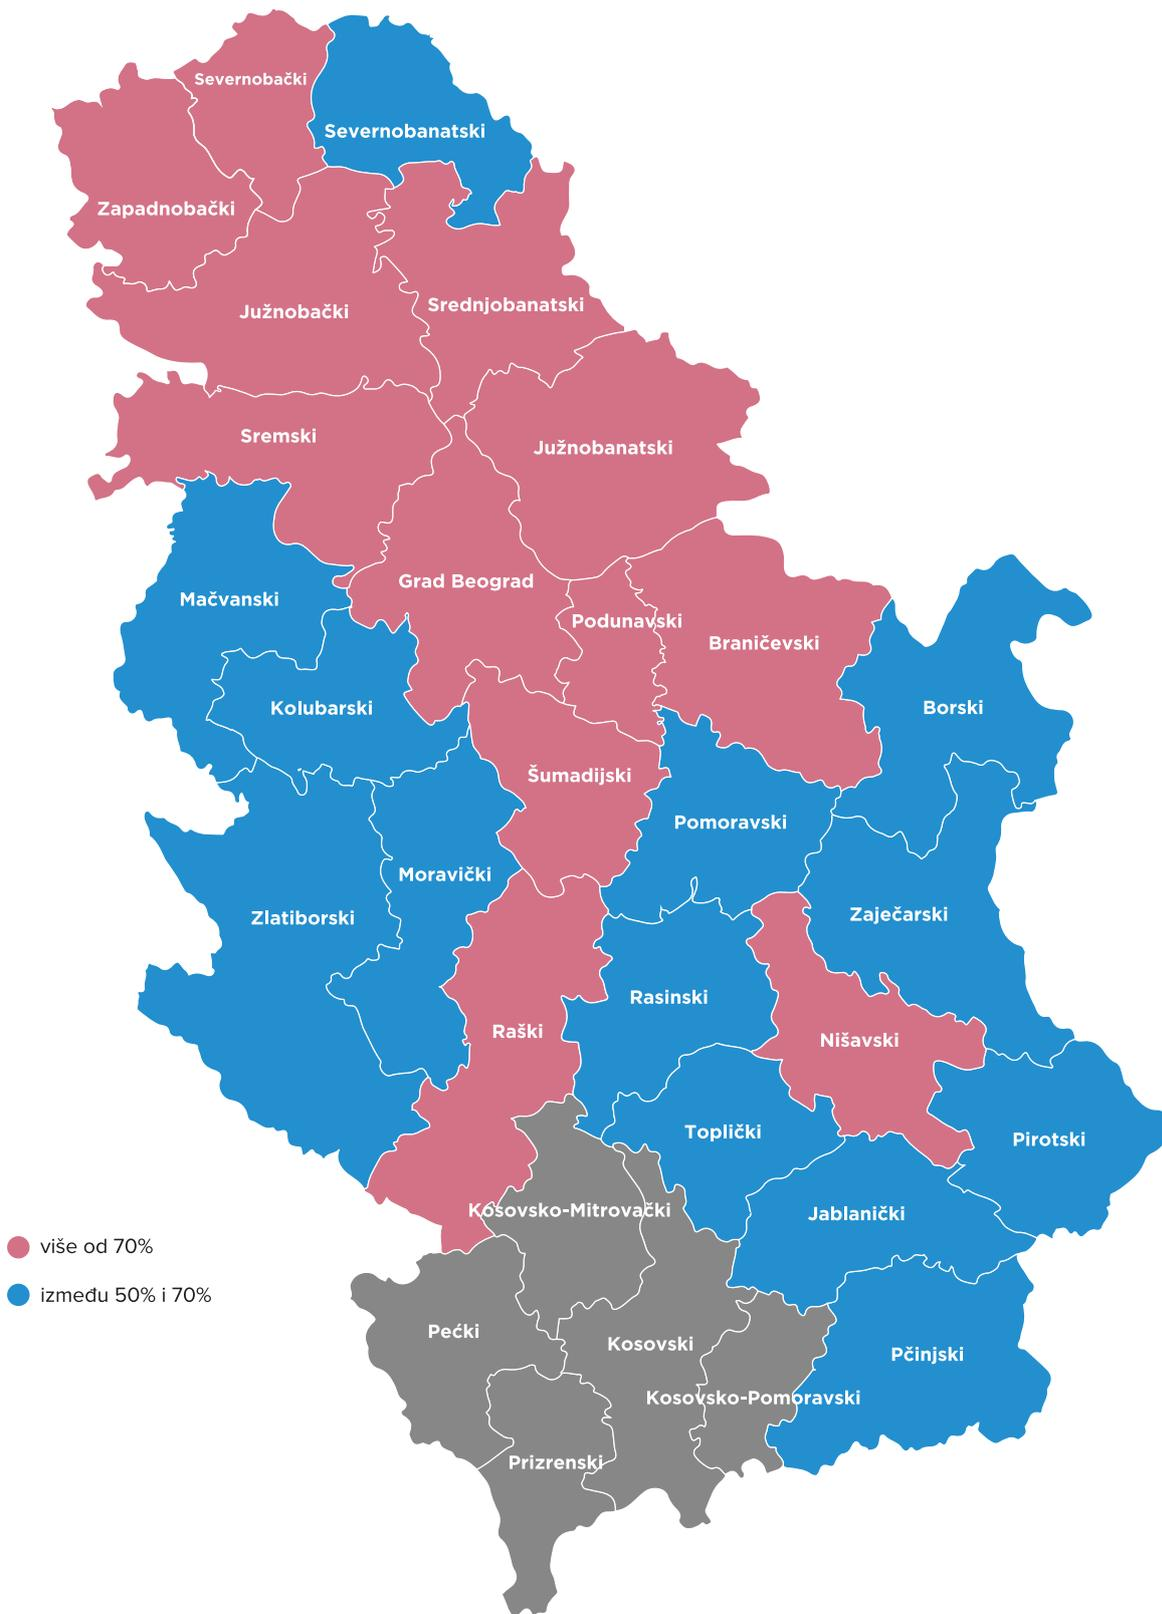 Severnobački
Severnobanatski
Zapadnobački
Južnobački
Srednjobanatski
Sremski
Južnobanatski
Grad Beograd
Mačvanski
Podunavski
Braničevski
Kolubarski
Borski
Šumadijski
Pomoravski
Moravički
Zlatiborski
Zaječarski
Rasinski
Raški
Nišavski
Toplički
Pirotski
Kosovsko-Mitrovački
Jablanički
više od 70%
između 50% i 70%
Pećki
Kosovski
Pčinjski
Kosovsko-Pomoravski
Prizrenski